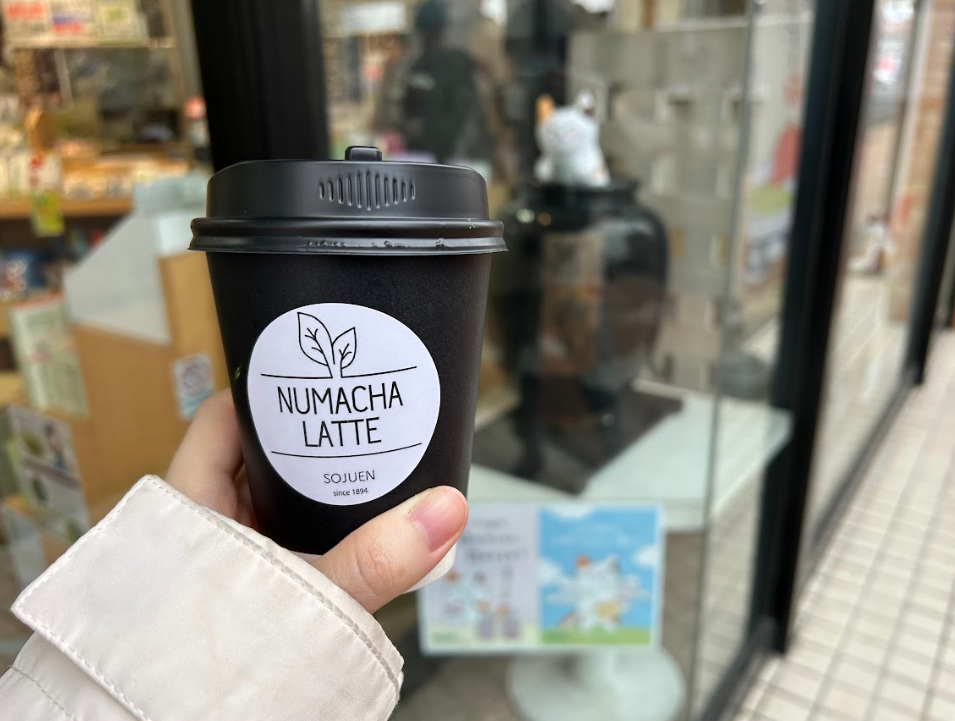 NUMACHA
LATTE
SOJUEN
since 1894